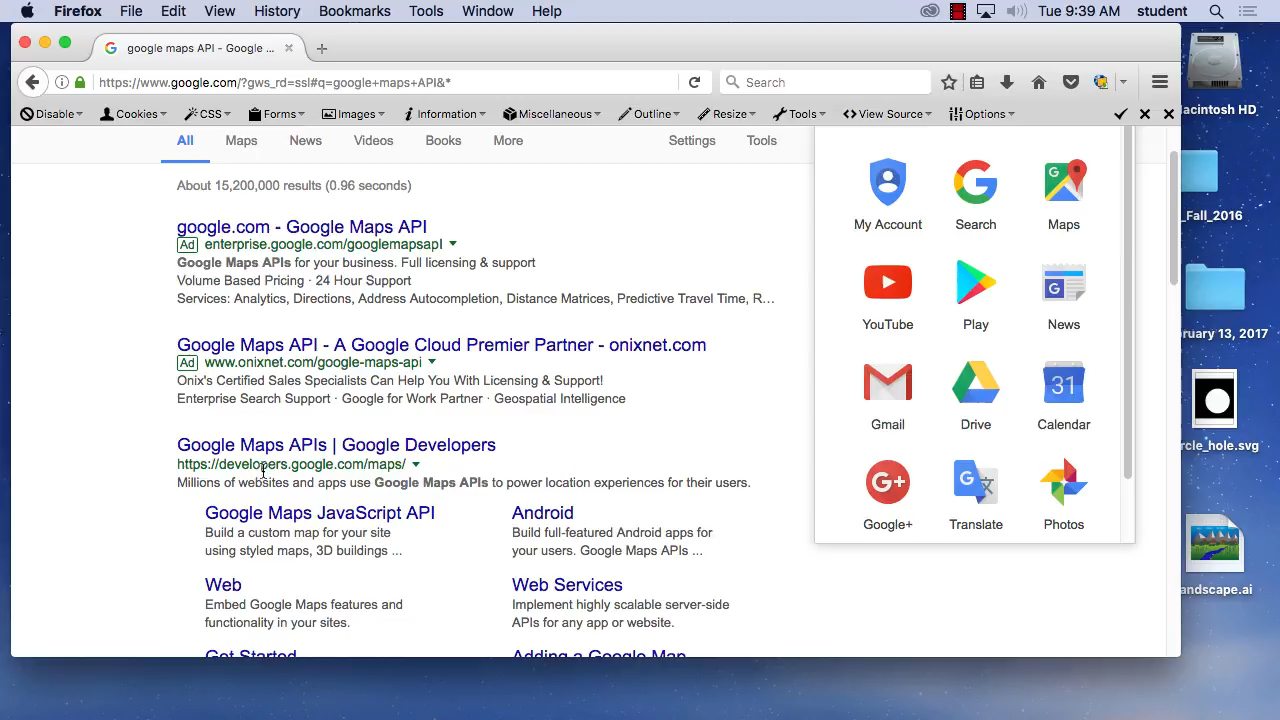 Firefox File Edit View History Bookmarks Tools Window Help Tue 9:39 AM student
google maps API - Google ...
https://www.google.com/?gws_rd=ssl#q=google+maps+API&* Search
Disable Cookies CSS Forms Images Information Miscellaneous Outline Resize Tools View Source Options
All Maps News Videos Books More Settings Tools
About 15,200,000 results (0.96 seconds)
google.com - Google Maps API
Ad enterprise.google.com/googlemapsapI
Google Maps APIs for your business. Full licensing & support
Volume Based Pricing · 24 Hour Support
Services: Analytics, Directions, Address Autocompletion, Distance Matrices, Predictive Travel Time, R…
Google Maps API - A Google Cloud Premier Partner - onixnet.com
Ad www.onixnet.com/google-maps-api
Onix's Certified Sales Specialists Can Help You With Licensing & Support!
Enterprise Search Support · Google for Work Partner · Geospatial Intelligence
Google Maps APIs | Google Developers
https://developers.google.com/maps/
Millions of websites and apps use Google Maps APIs to power location experiences for their users.
Google Maps JavaScript API
Build a custom map for your site
using styled maps, 3D buildings ...
Android
Build full-featured Android apps for
your users. Google Maps APIs ...
Web
Embed Google Maps features and
functionality in your sites.
Web Services
Implement highly scalable server-side
APIs for any app or website.
Get Started
Adding a Google Map
My Account Search Maps
YouTube Play News
31
Gmail Drive Calendar
G+
Google+ Translate Photos
Macintosh HD
_Fall_2016
ruary 13, 2017
rcle_hole.svg
andscape.ai